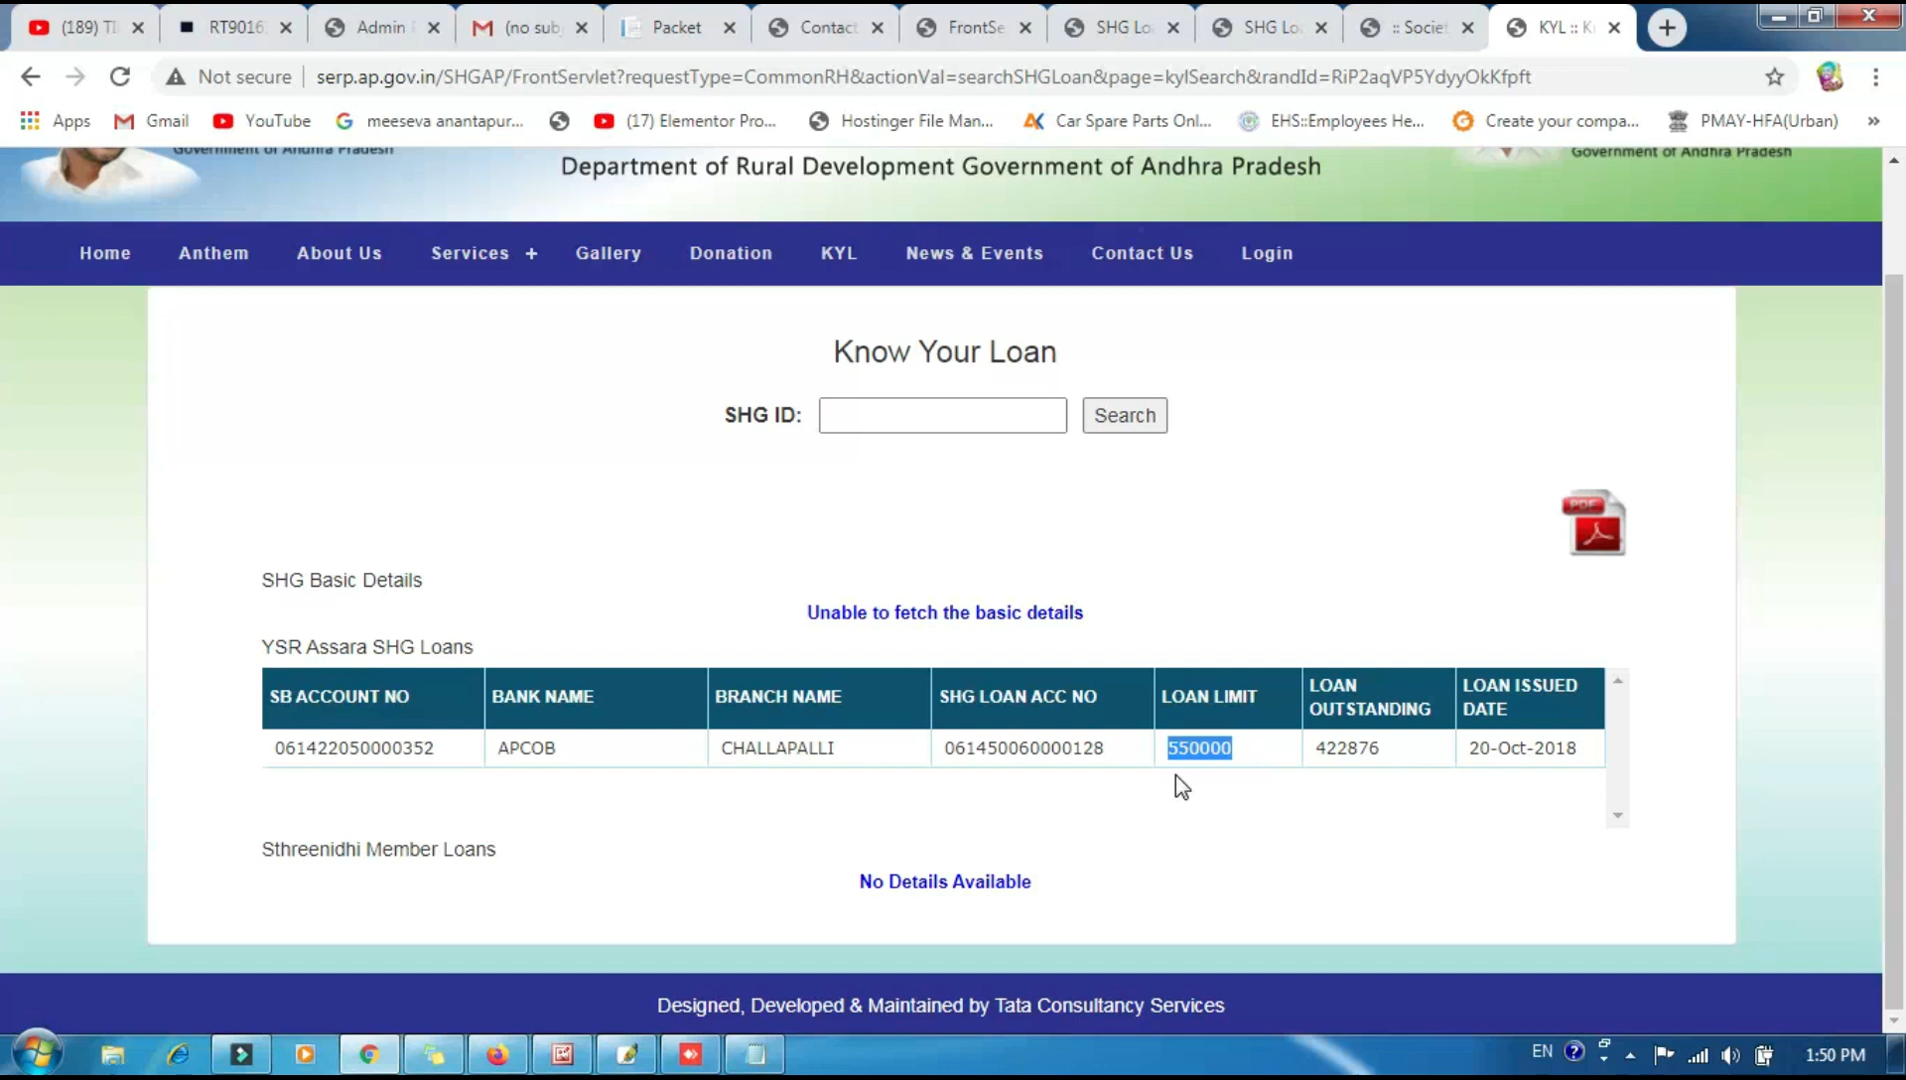 (189) TI
RT9016
Admin
(no sub
Packet
Contact
FrontSe
SHG Lo
SHG Lo
:: Societ
KYL :: K
Not secure
serp.ap.gov.in/SHGAP/FrontServlet?requestType=CommonRH&actionVal=searchSHGLoan&page=kylSearch&randId=RiP2aqVP5YdyyOkKfpft
Apps
Gmail
YouTube
meeseva anantapur...
(17) Elementor Pro...
Hostinger File Man...
Car Spare Parts Onl...
EHS::Employees He...
Create your compa...
PMAY-HFA(Urban)
»
Government of Andhra Pradesh
Department of Rural Development Government of Andhra Pradesh
Government of Andhra Pradesh
Home
Anthem
About Us
Services +
Gallery
Donation
KYL
News & Events
Contact Us
Login
Know Your Loan
SHG ID:
Search
PDF
SHG Basic Details
Unable to fetch the basic details
YSR Assara SHG Loans
SB ACCOUNT NO
BANK NAME
BRANCH NAME
SHG LOAN ACC NO
LOAN LIMIT
LOAN OUTSTANDING
LOAN ISSUED DATE
061422050000352
APCOB
CHALLAPALLI
061450060000128
550000
422876
20-Oct-2018
Sthreenidhi Member Loans
No Details Available
Designed, Developed & Maintained by Tata Consultancy Services
EN
1:50 PM